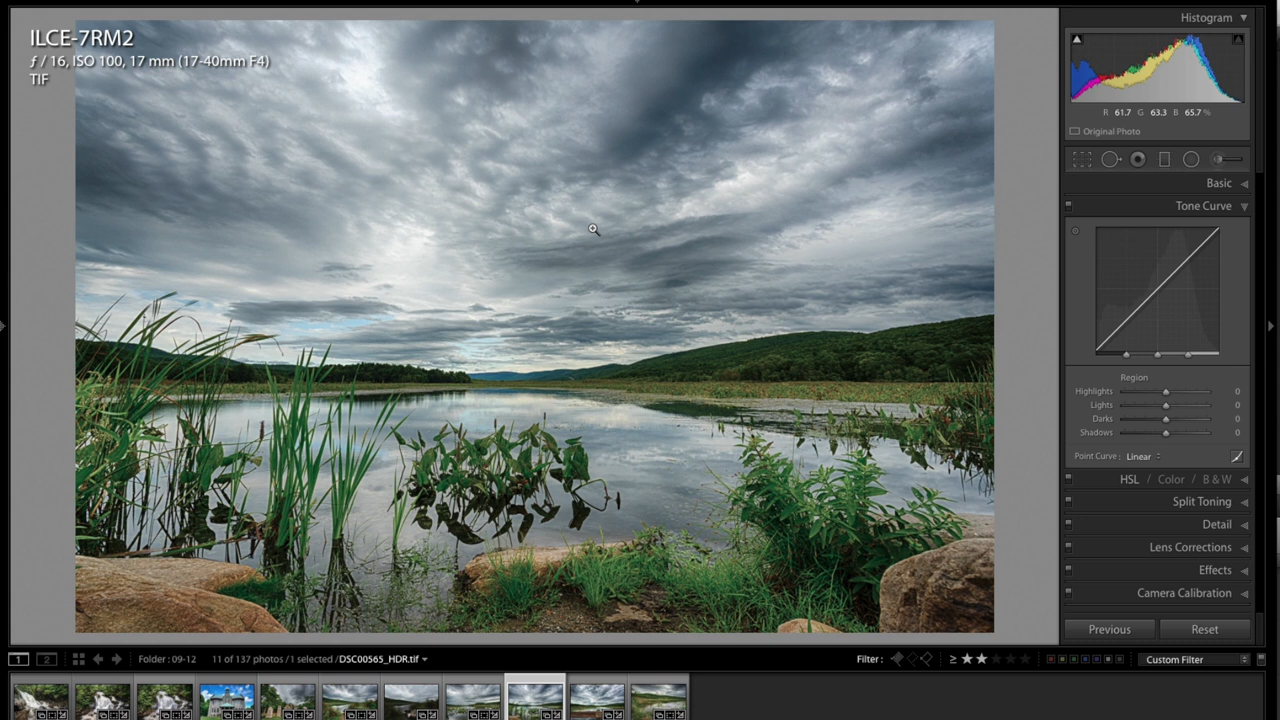 ILCE-7RM2
ƒ / 16, ISO 100, 17 mm (17-40mm F4)
TIF
Histogram
R 61.7 G 63.3 B 65.7 %
Original Photo
Basic
Tone Curve
Region
Highlights 0
Lights 0
Darks 0
Shadows 0
Point Curve : Linear
HSL / Color / B & W
Split Toning
Detail
Lens Corrections
Effects
Camera Calibration
Previous Reset
1 2 Folder : 09-12 11 of 137 photos / 1 selected / DSC00565_HDR.tif Filter : ≥ ★★★★★ Custom Filter